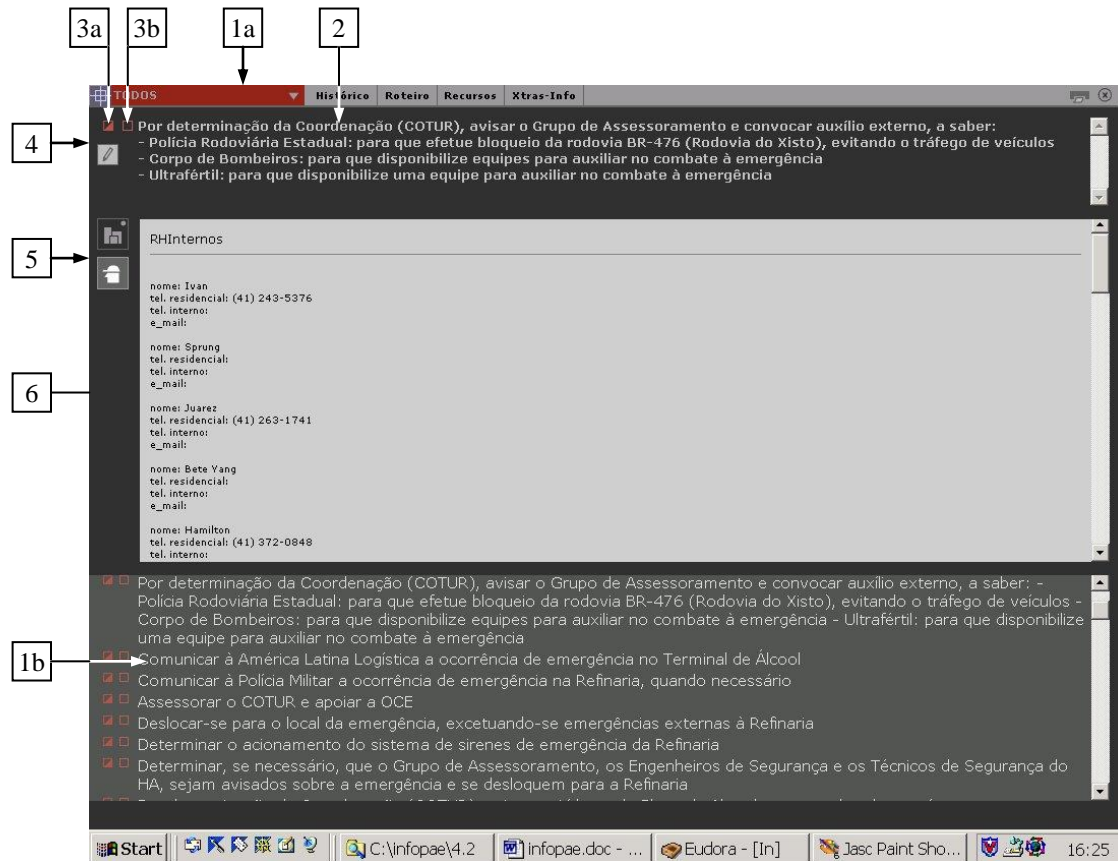 3a 3b 1a 2
TODOS Histórico Roteiro Recursos Xtras-Info
4
Por determinação da Coordenação (COTUR), avisar o Grupo de Assessoramento e convocar auxílio externo, a saber:
- Polícia Rodoviária Estadual: para que efetue bloqueio da rodovia BR-476 (Rodovia do Xisto), evitando o tráfego de veículos
- Corpo de Bombeiros: para que disponibilize equipes para auxiliar no combate à emergência
- Ultrafértil: para que disponibilize uma equipe para auxiliar no combate à emergência
5
RHInternos
nome: Ivan
tel. residencial: (41) 243-5376
tel. interno:
e_mail:
nome: Sprung
tel. residencial:
tel. interno:
e_mail:
6
nome: Juarez
tel. residencial: (41) 263-1741
tel. interno:
e_mail:
nome: Bete Yang
tel. residencial:
tel. interno:
e_mail:
nome: Hamilton
tel. residencial: (41) 372-0848
tel. interno:
Por determinação da Coordenação (COTUR), avisar o Grupo de Assessoramento e convocar auxílio externo, a saber: -
Polícia Rodoviária Estadual: para que efetue bloqueio da rodovia BR-476 (Rodovia do Xisto), evitando o tráfego de veículos -
Corpo de Bombeiros: para que disponibilize equipes para auxiliar no combate à emergência - Ultrafértil: para que disponibilize
uma equipe para auxiliar no combate à emergência
1b
Comunicar à América Latina Logística a ocorrência de emergência no Terminal de Álcool
Comunicar à Polícia Militar a ocorrência de emergência na Refinaria, quando necessário
Assessorar o COTUR e apoiar a OCE
Deslocar-se para o local da emergência, excetuando-se emergências externas à Refinaria
Determinar o acionamento do sistema de sirenes de emergência da Refinaria
Determinar, se necessário, que o Grupo de Assessoramento, os Engenheiros de Segurança e os Técnicos de Segurança do
HA, sejam avisados sobre a emergência e se desloquem para a Refinaria
Start C:\infopae\4.2 infopae.doc - ... Eudora - [In] Jasc Paint Sho... 16:25